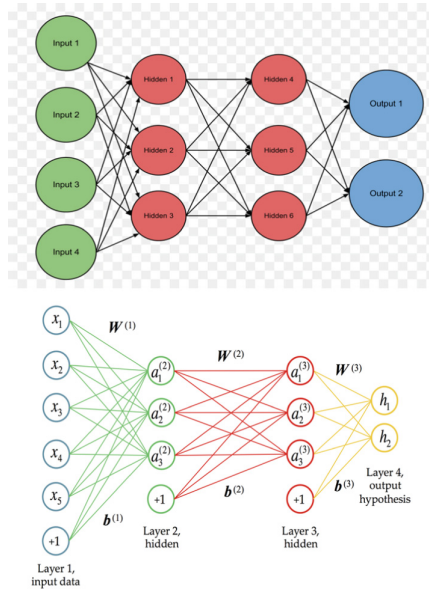 Input 1
Input 2
Input 3
Input 4
Hidden 1
Hidden 2
Hidden 3
Hidden 4
Hidden 5
Hidden 6
Output 1
Output 2
x₁
x₂
x₃
x₄
x₅
+1
Layer 1,
input data
W⁽¹⁾
b⁽¹⁾
a₁⁽²⁾
a₂⁽²⁾
a₃⁽²⁾
+1
Layer 2,
hidden
W⁽²⁾
b⁽²⁾
a₁⁽³⁾
a₂⁽³⁾
a₃⁽³⁾
+1
Layer 3,
hidden
W⁽³⁾
b⁽³⁾
h₁
h₂
Layer 4,
output
hypothesis